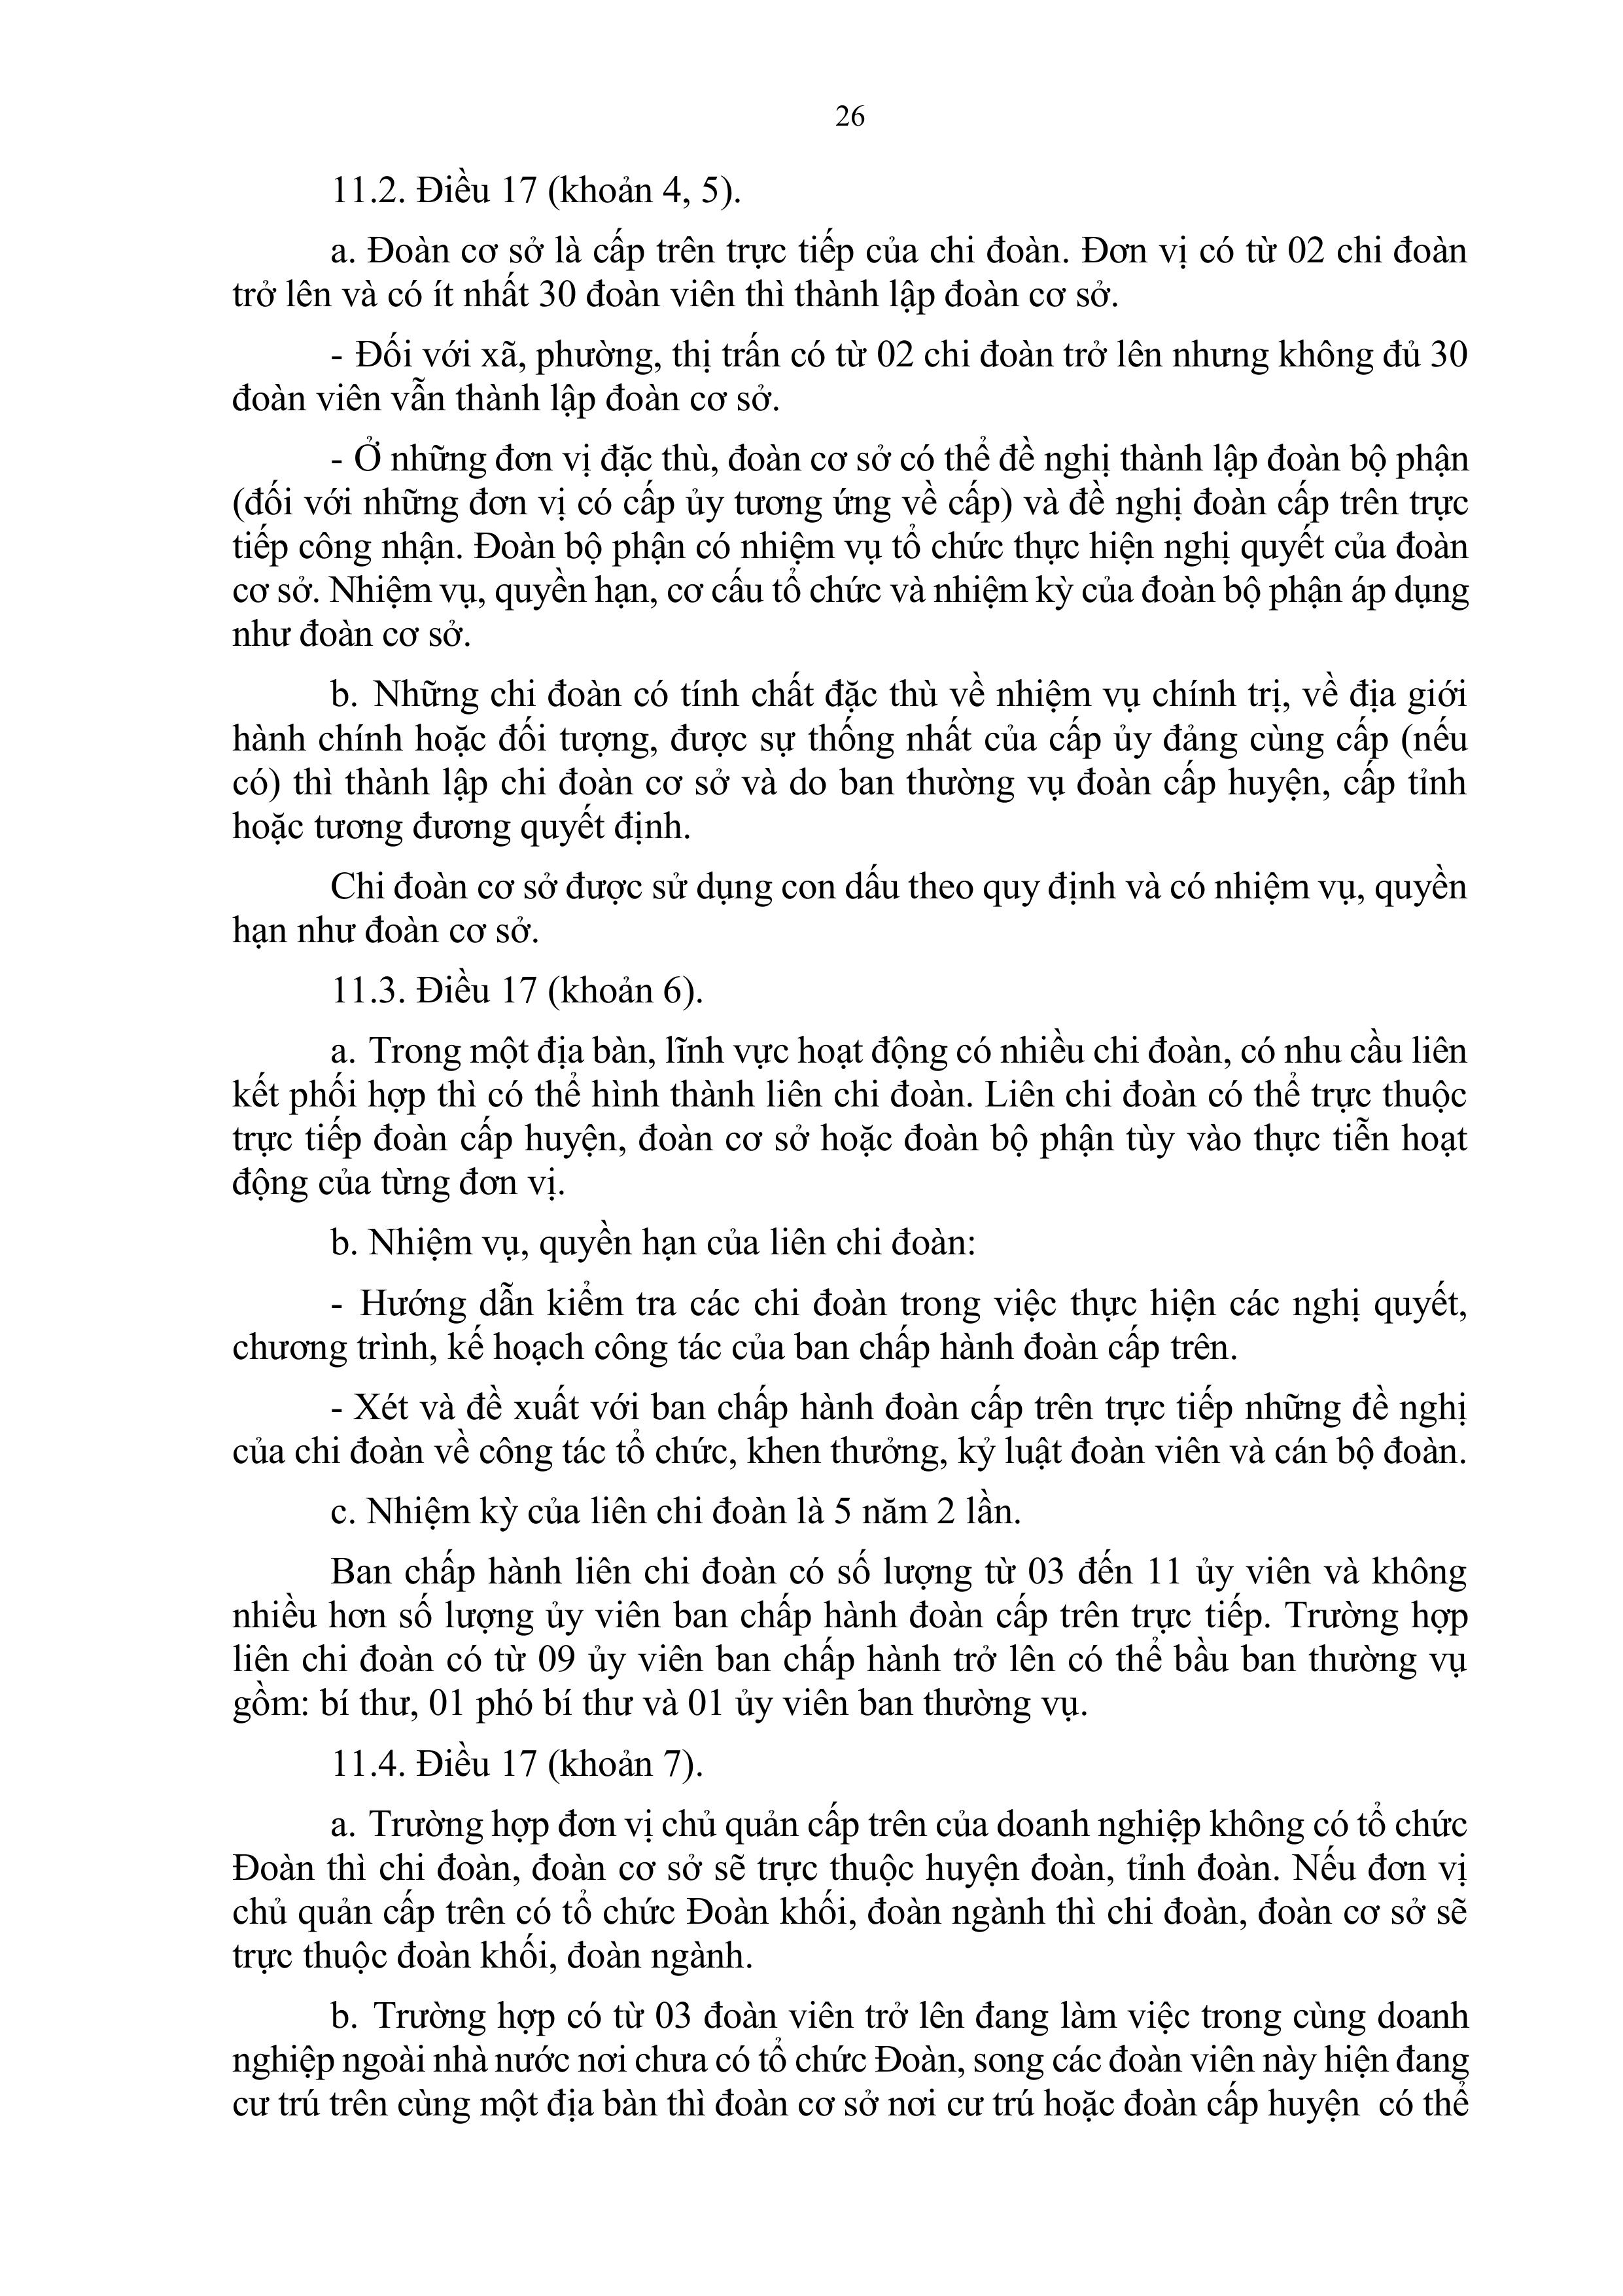 26
11.2. Điều 17 (khoản 4, 5).
a. Đoàn cơ sở là cấp trên trực tiếp của chi đoàn. Đơn vị có từ 02 chi đoàn
trở lên và có ít nhất 30 đoàn viên thì thành lập đoàn cơ sở.
- Đối với xã, phường, thị trấn có từ 02 chi đoàn trở lên nhưng không đủ 30
đoàn viên vẫn thành lập đoàn cơ sở.
- Ở những đơn vị đặc thù, đoàn cơ sở có thể đề nghị thành lập đoàn bộ phận
(đối với những đơn vị có cấp ủy tương ứng về cấp) và đề nghị đoàn cấp trên trực
tiếp công nhận. Đoàn bộ phận có nhiệm vụ tổ chức thực hiện nghị quyết của đoàn
cơ sở. Nhiệm vụ, quyền hạn, cơ cấu tổ chức và nhiệm kỳ của đoàn bộ phận áp dụng
như đoàn cơ sở.
b. Những chi đoàn có tính chất đặc thù về nhiệm vụ chính trị, về địa giới
hành chính hoặc đối tượng, được sự thống nhất của cấp ủy đảng cùng cấp (nếu
có) thì thành lập chi đoàn cơ sở và do ban thường vụ đoàn cấp huyện, cấp tỉnh
hoặc tương đương quyết định.
Chi đoàn cơ sở được sử dụng con dấu theo quy định và có nhiệm vụ, quyền
hạn như đoàn cơ sở.
11.3. Điều 17 (khoản 6).
a. Trong một địa bàn, lĩnh vực hoạt động có nhiều chi đoàn, có nhu cầu liên
kết phối hợp thì có thể hình thành liên chi đoàn. Liên chi đoàn có thể trực thuộc
trực tiếp đoàn cấp huyện, đoàn cơ sở hoặc đoàn bộ phận tùy vào thực tiễn hoạt
động của từng đơn vị.
b. Nhiệm vụ, quyền hạn của liên chi đoàn:
- Hướng dẫn kiểm tra các chi đoàn trong việc thực hiện các nghị quyết,
chương trình, kế hoạch công tác của ban chấp hành đoàn cấp trên.
- Xét và đề xuất với ban chấp hành đoàn cấp trên trực tiếp những đề nghị
của chi đoàn về công tác tổ chức, khen thưởng, kỷ luật đoàn viên và cán bộ đoàn.
c. Nhiệm kỳ của liên chi đoàn là 5 năm 2 lần.
Ban chấp hành liên chi đoàn có số lượng từ 03 đến 11 ủy viên và không
nhiều hơn số lượng ủy viên ban chấp hành đoàn cấp trên trực tiếp. Trường hợp
liên chi đoàn có từ 09 ủy viên ban chấp hành trở lên có thể bầu ban thường vụ
gồm: bí thư, 01 phó bí thư và 01 ủy viên ban thường vụ.
11.4. Điều 17 (khoản 7).
a. Trường hợp đơn vị chủ quản cấp trên của doanh nghiệp không có tổ chức
Đoàn thì chi đoàn, đoàn cơ sở sẽ trực thuộc huyện đoàn, tỉnh đoàn. Nếu đơn vị
chủ quản cấp trên có tổ chức Đoàn khối, đoàn ngành thì chi đoàn, đoàn cơ sở sẽ
trực thuộc đoàn khối, đoàn ngành.
b. Trường hợp có từ 03 đoàn viên trở lên đang làm việc trong cùng doanh
nghiệp ngoài nhà nước nơi chưa có tổ chức Đoàn, song các đoàn viên này hiện đang
cư trú trên cùng một địa bàn thì đoàn cơ sở nơi cư trú hoặc đoàn cấp huyện có thể